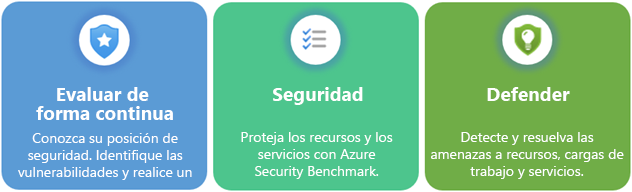 Evaluar de
forma continua
Conozca su posición de
seguridad. Identifique las
vulnerabilidades y realice un
Seguridad
Proteja los recursos y los
servicios con Azure
Security Benchmark.
Defender
Detecte y resuelva las
amenazas a recursos, cargas de
trabajo y servicios.